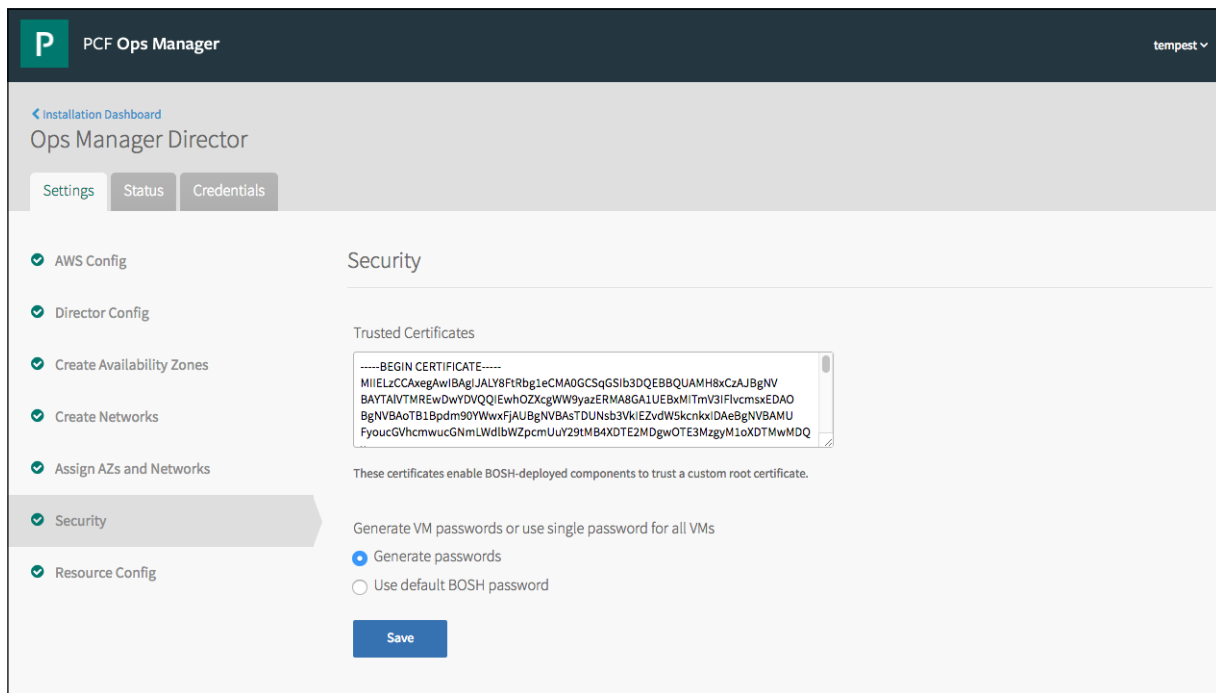 P
PCF Ops Manager
tempest
Installation Dashboard
Ops Manager Director
Settings
Status
Credentials
AWS Config
Director Config
Create Availability Zones
Create Networks
Assign AZs and Networks
Security
Resource Config
Security
Trusted Certificates
-----BEGIN CERTIFICATE-----
MIIELzCCAxegAwIBAgIJALY8FtRbg1eCMA0GCSqGSIb3DQEBBQUAMH8xCzAJBgNV
BAYTAlVTMREwDwYDVQQIEwhOZXcgWW9yazERMA8GA1UEBxMITmV3IFlvcmsxEDAO
BgNVBAoTB1Bpdm90YWwxFjAUBgNVBAsTDUNsb3VkIEZvdW5kcnkxIDAeBgNVBAMU
FyoucGVhcmwucGNmLWdlbWZpcmUuY29tMB4XDTE2MDgwOTE3MzgyM1oXDTMwMDQ
These certificates enable BOSH-deployed components to trust a custom root certificate.
Generate VM passwords or use single password for all VMs
Generate passwords
Use default BOSH password
Save